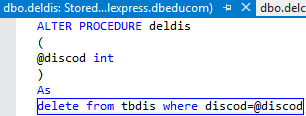 dbo.deldis: Stored...lexpress.dbeducom) dbo.delc
ALTER PROCEDURE deldis
(
@discod int
)
As
delete from tbdis where discod=@discod